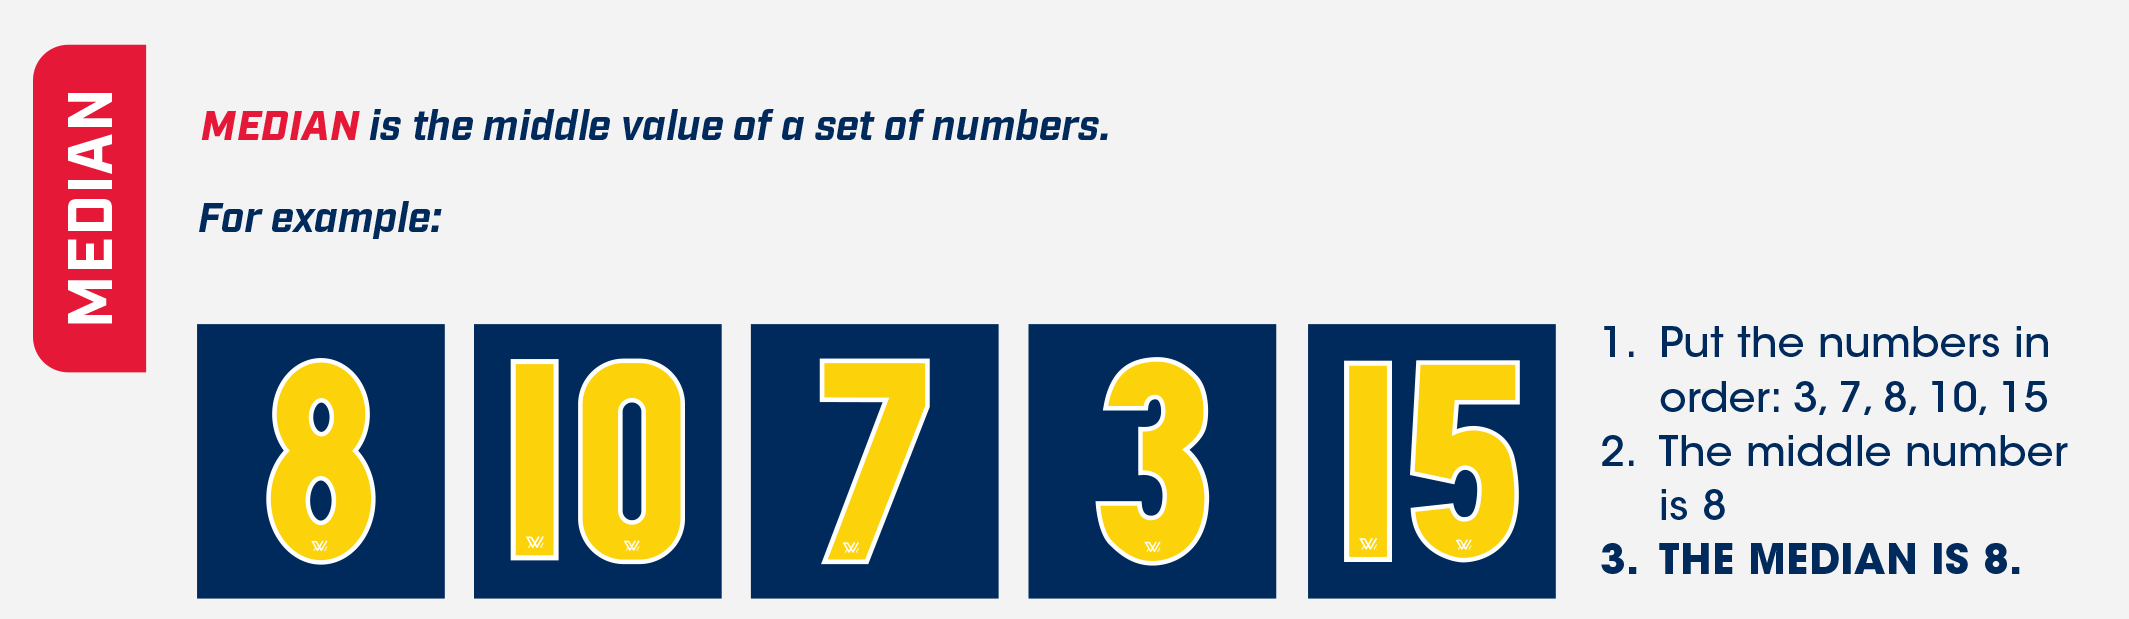 MEDIAN
MEDIAN is the middle value of a set of numbers.
For example:
8 10 7 3 15
1. Put the numbers in
order: 3, 7, 8, 10, 15
2. The middle number
is 8
3. THE MEDIAN IS 8.